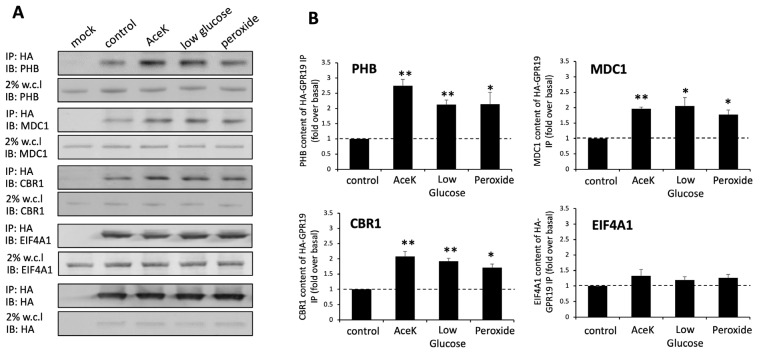 A
mock control AceK low glucose peroxide
IP: HA
IB: PHB
2% w.c.l
IB: PHB
IP: HA
IB: MDC1
2% w.c.l
IB: MDC1
IP: HA
IB: CBR1
2% w.c.l
IB: CBR1
IP: HA
IB: EIF4A1
2% w.c.l
IB: EIF4A1
IP: HA
IB: HA
2% w.c.l
IB: HA
B
PHB
PHB content of HA-GPR19 IP
(fold over basal)
3.5
3
2.5
2
1.5
1
0.5
0
** ** *
control AceK Low Peroxide
Glucose
MDC1
MDC1 content of HA-GPR19
IP (fold over basal)
3.5
3
2.5
2
1.5
1
0.5
0
** * *
control AceK Low Peroxide
Glucose
CBR1
CBR1 content of HA-GPR19
IP (fold over basal)
3.5
3
2.5
2
1.5
1
0.5
0
** ** *
control AceK Low Peroxide
Glucose
EIF4A1
EIF4A1 content of HA-
GPR19 IP (fold over basal)
3.5
3
2.5
2
1.5
1
0.5
0
control AceK Low Peroxide
Glucose